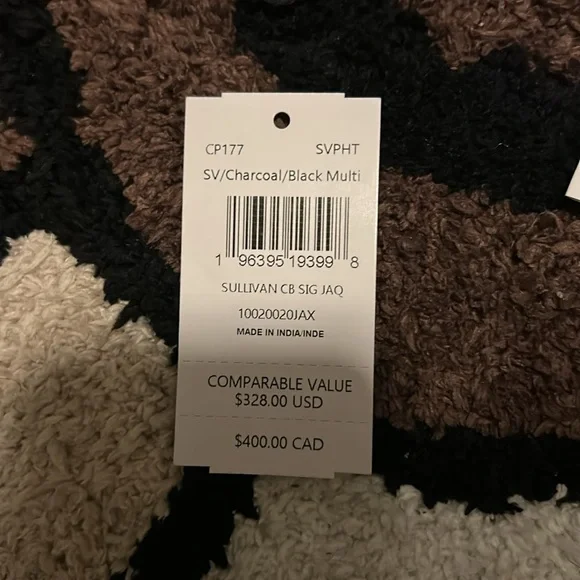 CP177 SVPHT
SV/Charcoal/Black Multi
1 96395 19399 8
SULLIVAN CB SIG JAQ
10020020JAX
MADE IN INDIA/INDE
COMPARABLE VALUE
$328.00 USD
$400.00 CAD